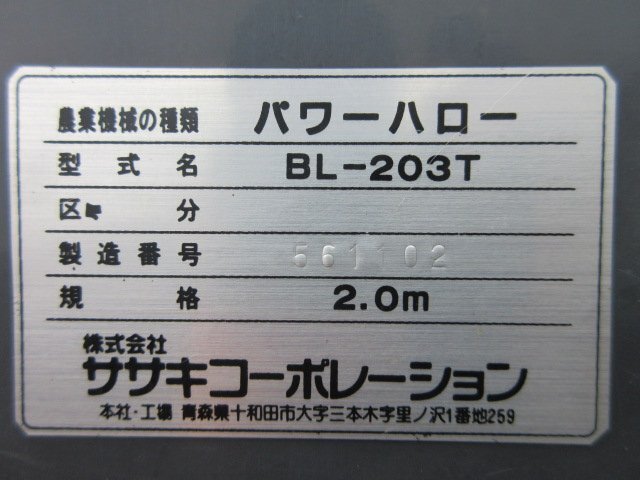 農業機械の種類 パワーハロー
型式名 BL-203T
区分
製造番号 561102
規格 2.0m
株式会社
ササキコーポレーション
本社・工場 青森県十和田市大字三本木字里ノ沢1番地259